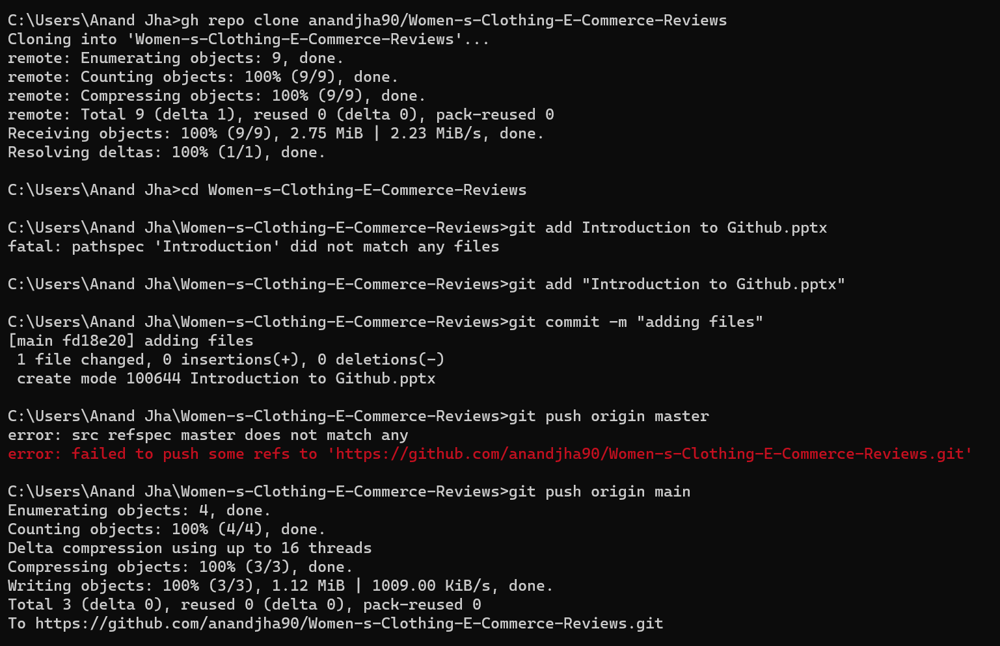 C:\Users\Anand Jha>gh repo clone anandjha90/Women-s-Clothing-E-Commerce-Reviews
Cloning into 'Women-s-Clothing-E-Commerce-Reviews'...
remote: Enumerating objects: 9, done.
remote: Counting objects: 100% (9/9), done.
remote: Compressing objects: 100% (9/9), done.
remote: Total 9 (delta 1), reused 0 (delta 0), pack-reused 0
Receiving objects: 100% (9/9), 2.75 MiB | 2.23 MiB/s, done.
Resolving deltas: 100% (1/1), done.
C:\Users\Anand Jha>cd Women-s-Clothing-E-Commerce-Reviews
C:\Users\Anand Jha\Women-s-Clothing-E-Commerce-Reviews>git add Introduction to Github.pptx
fatal: pathspec 'Introduction' did not match any files
C:\Users\Anand Jha\Women-s-Clothing-E-Commerce-Reviews>git add "Introduction to Github.pptx"
C:\Users\Anand Jha\Women-s-Clothing-E-Commerce-Reviews>git commit -m "adding files"
[main fd18e20] adding files
 1 file changed, 0 insertions(+), 0 deletions(-)
 create mode 100644 Introduction to Github.pptx
C:\Users\Anand Jha\Women-s-Clothing-E-Commerce-Reviews>git push origin master
error: src refspec master does not match any
error: failed to push some refs to 'https://github.com/anandjha90/Women-s-Clothing-E-Commerce-Reviews.git'
C:\Users\Anand Jha\Women-s-Clothing-E-Commerce-Reviews>git push origin main
Enumerating objects: 4, done.
Counting objects: 100% (4/4), done.
Delta compression using up to 16 threads
Compressing objects: 100% (3/3), done.
Writing objects: 100% (3/3), 1.12 MiB | 1009.00 KiB/s, done.
Total 3 (delta 0), reused 0 (delta 0), pack-reused 0
To https://github.com/anandjha90/Women-s-Clothing-E-Commerce-Reviews.git